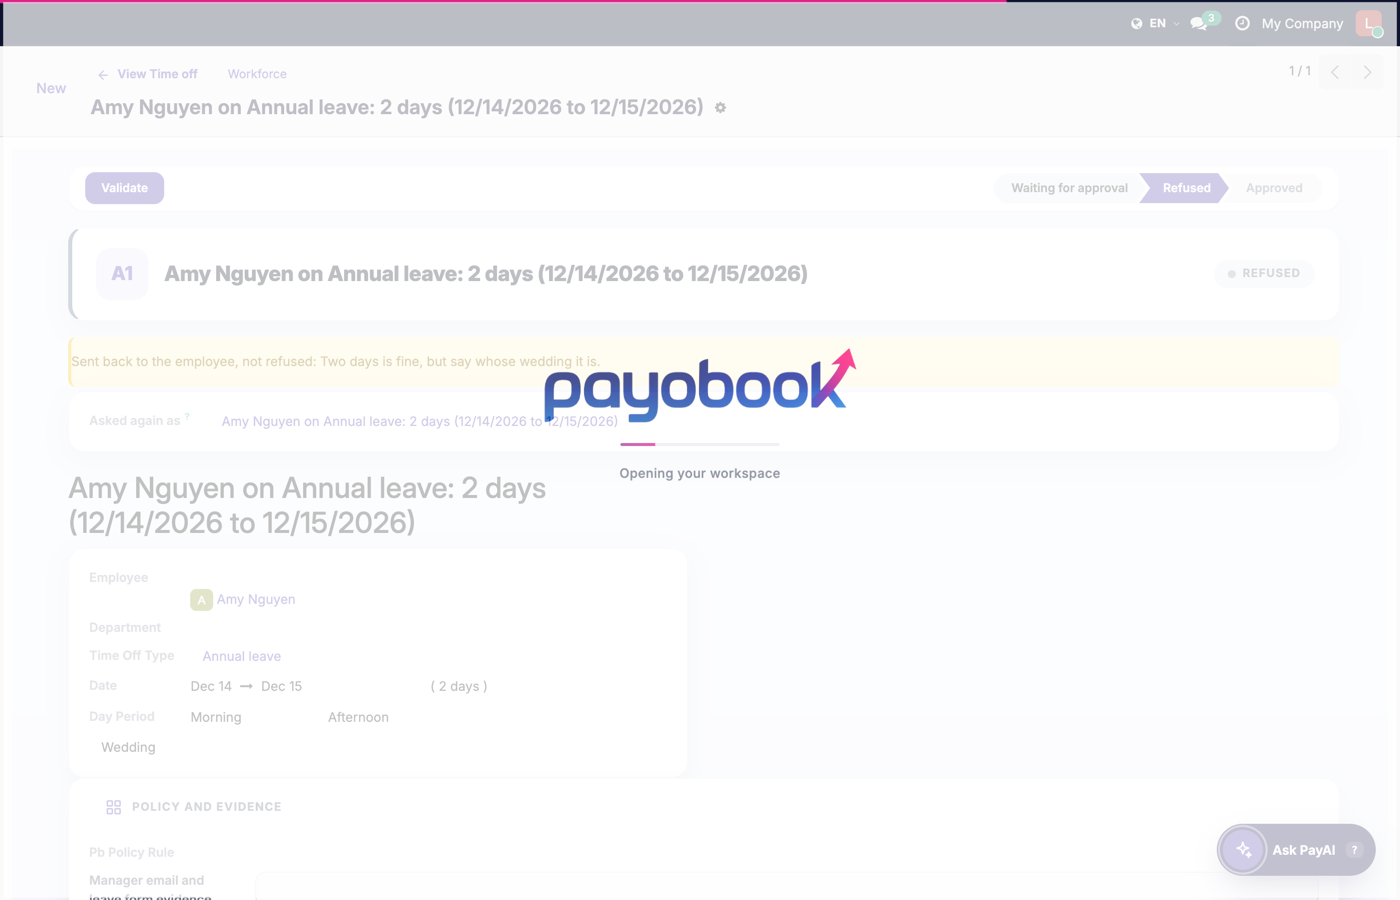 EN
3
My Company
L
New
View Time off
Workforce
Amy Nguyen on Annual leave: 2 days (12/14/2026 to 12/15/2026)
1 / 1
Validate
Waiting for approval
Refused
Approved
A1
Amy Nguyen on Annual leave: 2 days (12/14/2026 to 12/15/2026)
REFUSED
Sent back to the employee, not refused: Two days is fine, but say whose wedding it is.
payobook
Asked again as ?
Amy Nguyen on Annual leave: 2 days (12/14/2026 to 12/15/2026)
Opening your workspace
Amy Nguyen on Annual leave: 2 days
(12/14/2026 to 12/15/2026)
Employee
A
Amy Nguyen
Department
Time Off Type
Annual leave
Date
Dec 14
Dec 15
( 2 days )
Day Period
Morning
Afternoon
Wedding
POLICY AND EVIDENCE
Ask PayAI
?
Pb Policy Rule
Manager email and
leave form evidence